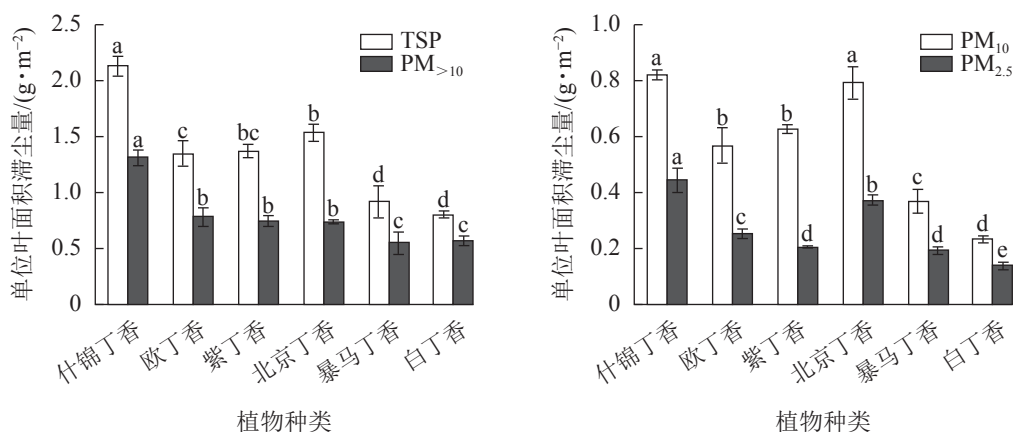 单位叶面积滞尘量/(g·m⁻²)
2.5
2.0
1.5
1.0
0.5
0
TSP
PM>10
a
a
c
b
bc
b
b
b
d
c
d
c
什锦丁香
欧丁香
紫丁香
北京丁香
暴马丁香
白丁香
植物种类
单位叶面积滞尘量/(g·m⁻²)
1.0
0.8
0.6
0.4
0.2
0
PM10
PM2.5
a
a
b
c
b
d
a
b
c
d
d
e
什锦丁香
欧丁香
紫丁香
北京丁香
暴马丁香
白丁香
植物种类